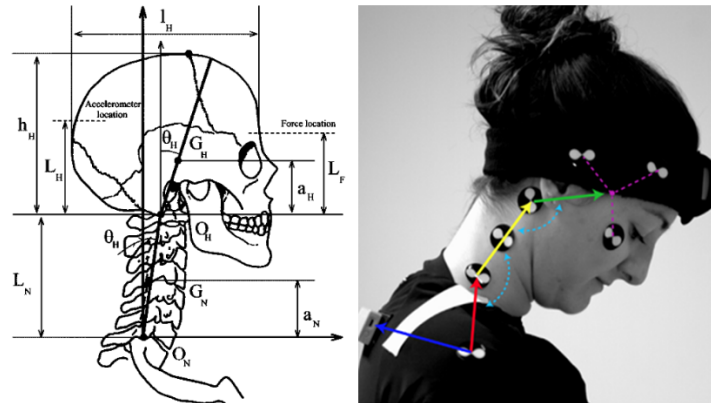 l_H
Accelerometer
location
Force location
h_H
θ_H
G_H
L_H
a_H
L_F
O_H
θ_H
L_N
G_N
a_N
O_N